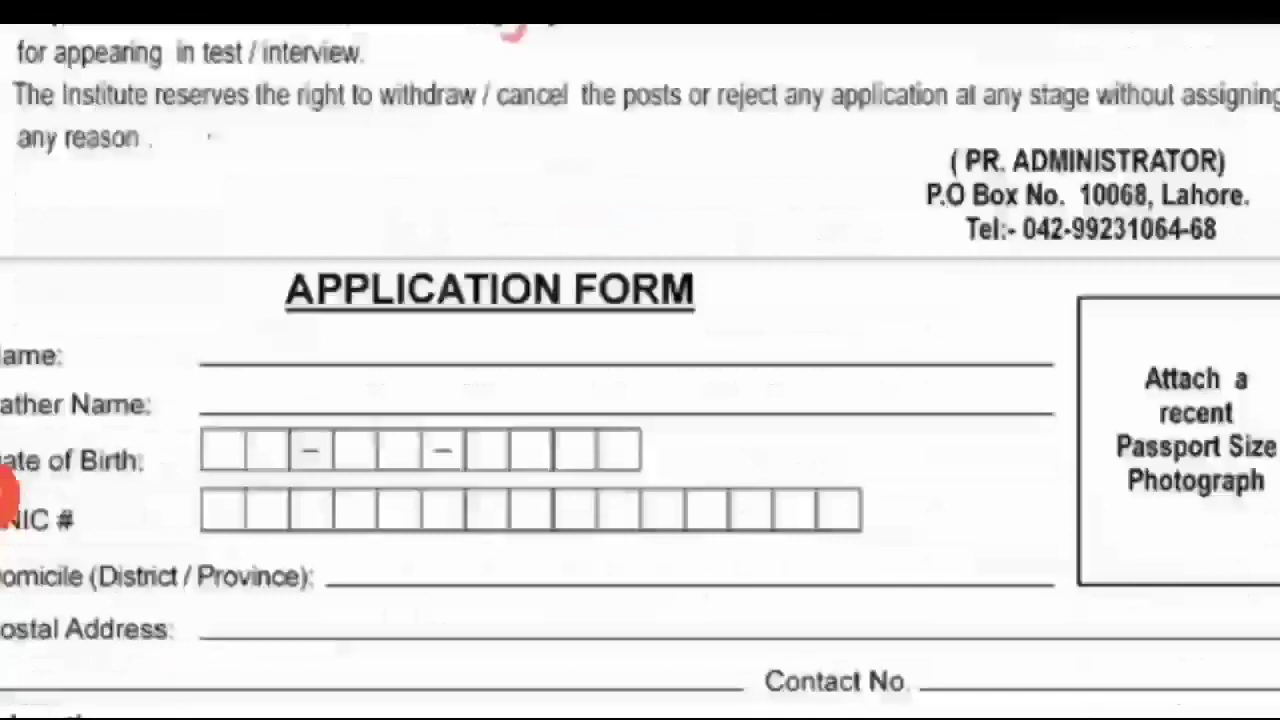 for appearing in test / interview.
The Institute reserves the right to withdraw / cancel the posts or reject any application at any stage without assigning
any reason .
( PR. ADMINISTRATOR)
P.O Box No. 10068, Lahore.
Tel:- 042-99231064-68
APPLICATION FORM
ame:
ather Name:
ate of Birth:
NIC #
omicile (District / Province):
ostal Address:
Contact No.
Attach a
recent
Passport Size
Photograph